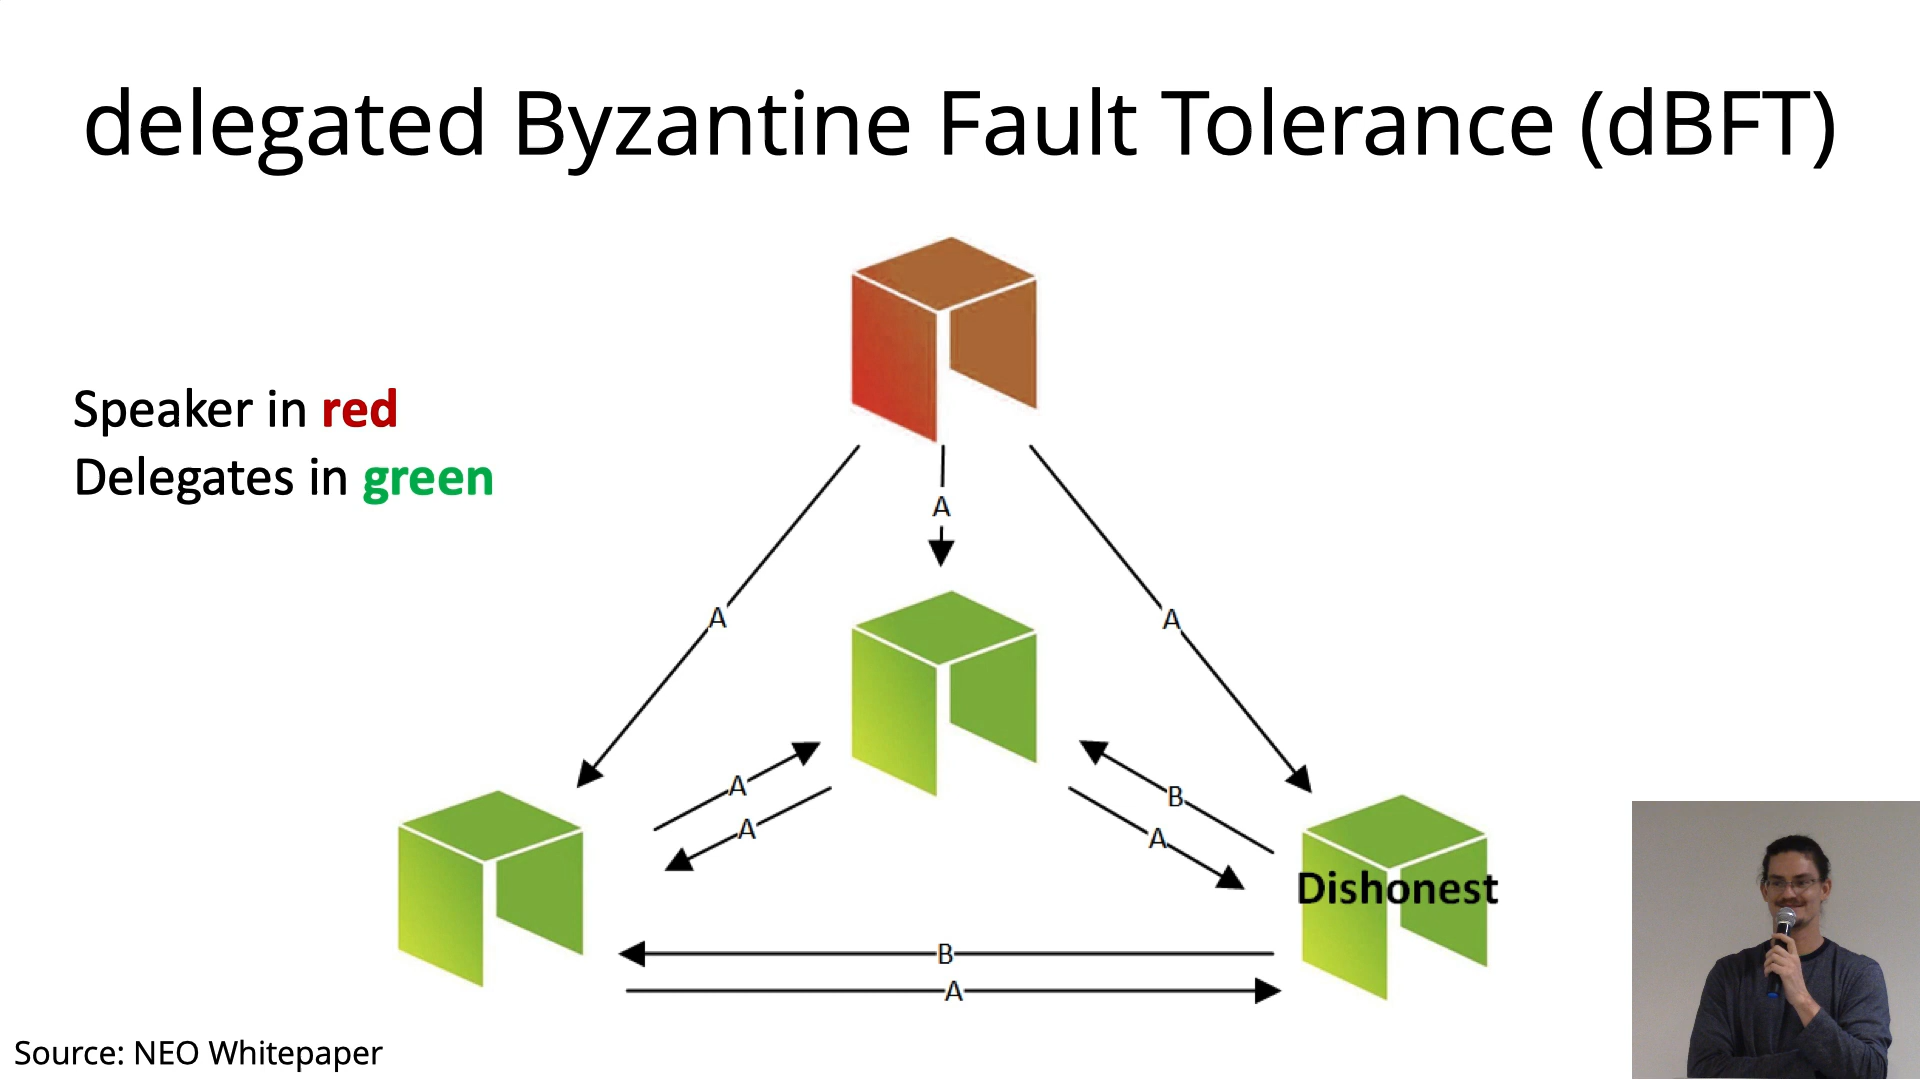 delegated Byzantine Fault Tolerance (dBFT)
Speaker in red
Delegates in green
A
A
A
A
A
B
A
Dishonest
B
A
Source: NEO Whitepaper